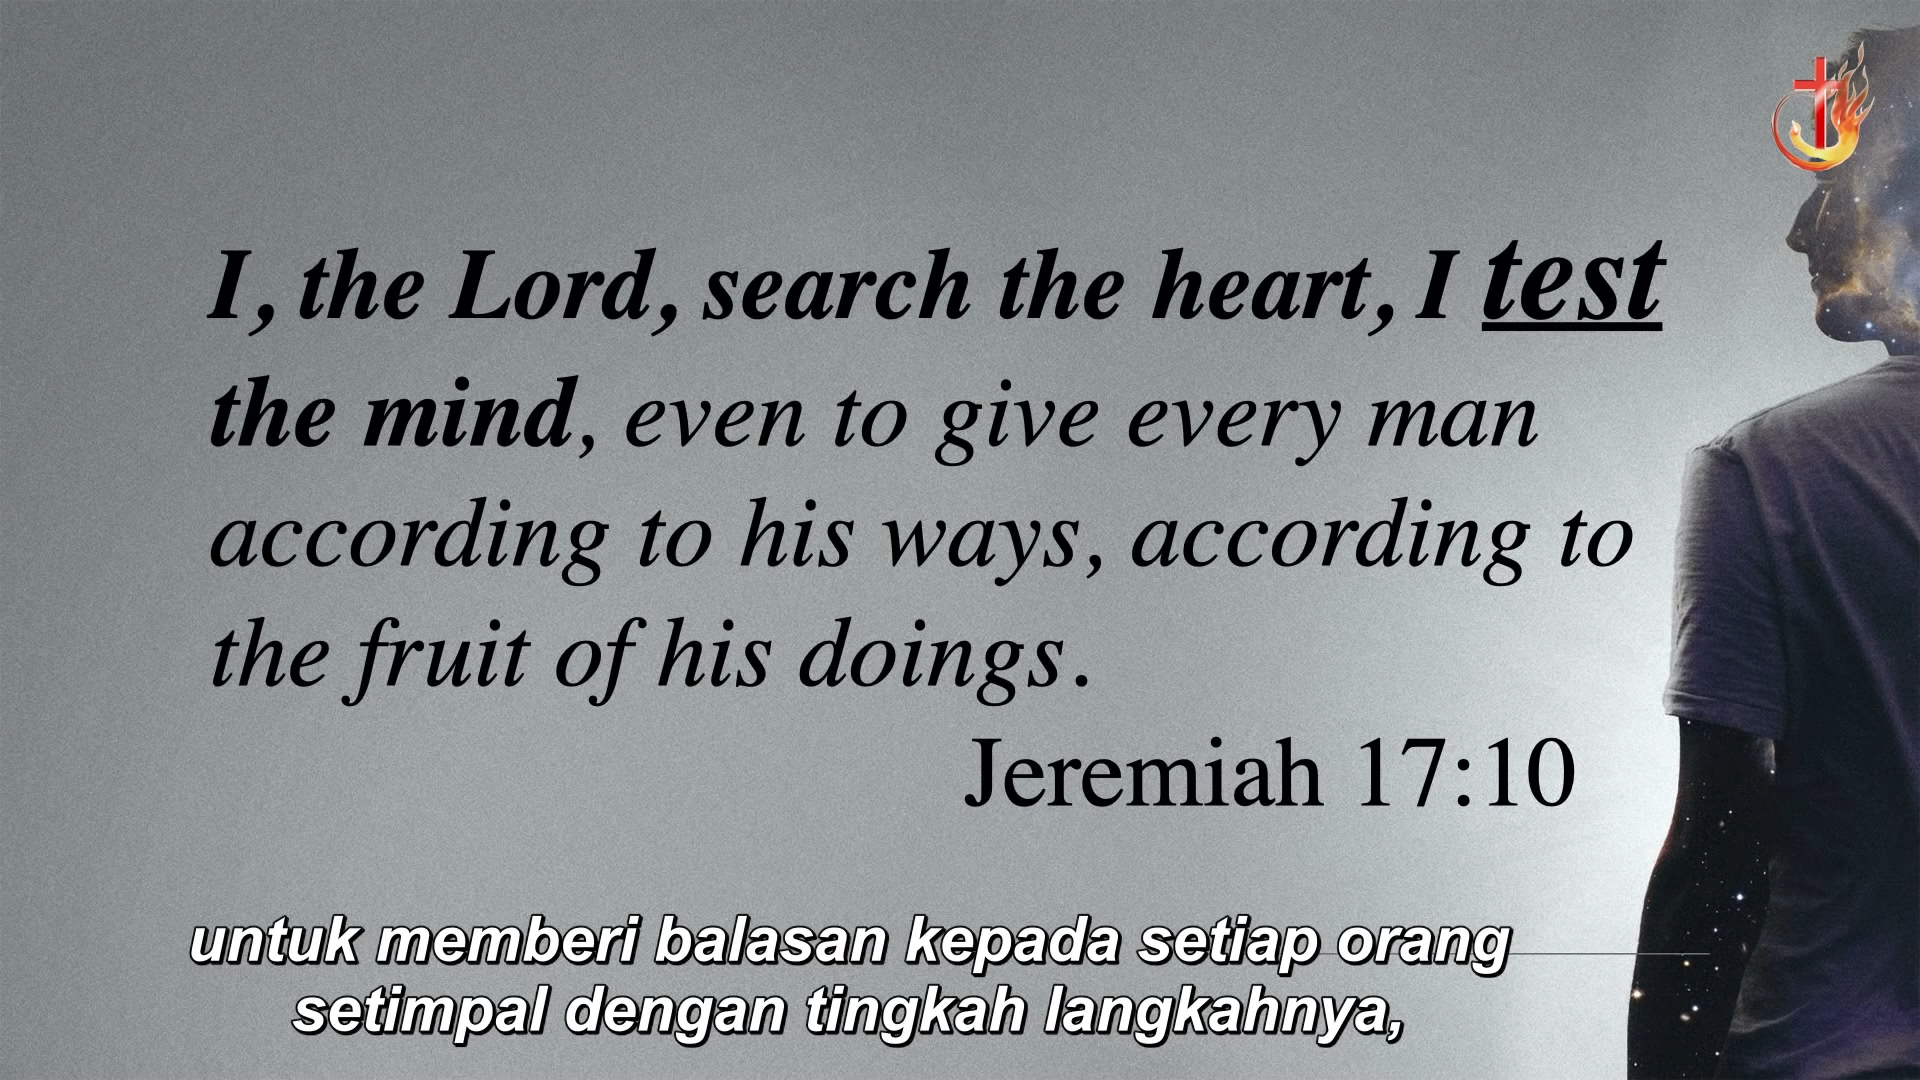 I, the Lord, search the heart, I test
the mind, even to give every man
according to his ways, according to
the fruit of his doings.
Jeremiah 17:10
untuk memberi balasan kepada setiap orang
setimpal dengan tingkah langkahnya,